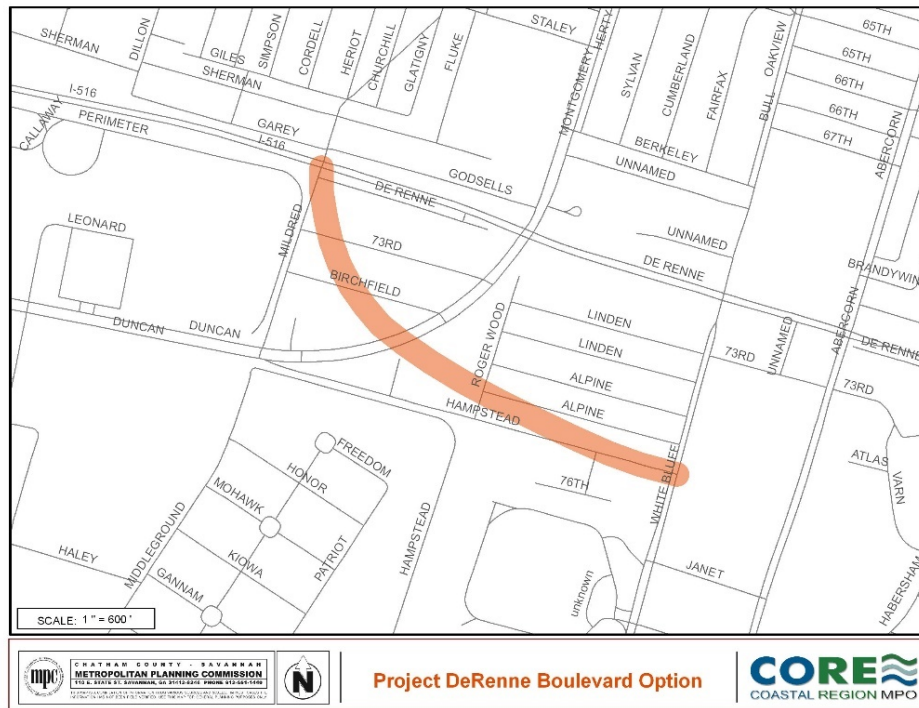 STALEY
HERTY
65TH
SHERMAN
DILLON
GILES
SIMPSON
CORDELL
HERIOT
CHURCHILL
GLATIGNY
FLUKE
MONTGOMERY
SYLVAN
CUMBERLAND
FAIRFAX
BULL
OAKVIEW
65TH
66TH
66TH
67TH
ABERCORN
SHERMAN
I-516
CALLAWAY
PERIMETER
GAREY
I-516
BERKELEY
UNNAMED
GODSELLS
DE RENNE
LEONARD
MILDRED
73RD
UNNAMED
DE RENNE
BRANDYWIN
BIRCHFIELD
DUNCAN
DUNCAN
ROGER WOOD
LINDEN
LINDEN
ALPINE
ALPINE
73RD
UNNAMED
ABERCORN
DE RENNE
73RD
HAMPSTEAD
FREEDOM
HONOR
MOHAWK
76TH
WHITE BLUFF
ATLAS
VARN
HALEY
MIDDLEGROUND
KIOWA
PATRIOT
HAMPSTEAD
GANNAM
unknown
JANET
HABERSHAM
SCALE: 1 " = 600 '
mpc
CHATHAM COUNTY - SAVANNAH
METROPOLITAN PLANNING COMMISSION
N
Project DeRenne Boulevard Option
CORE
COASTAL REGION MPO